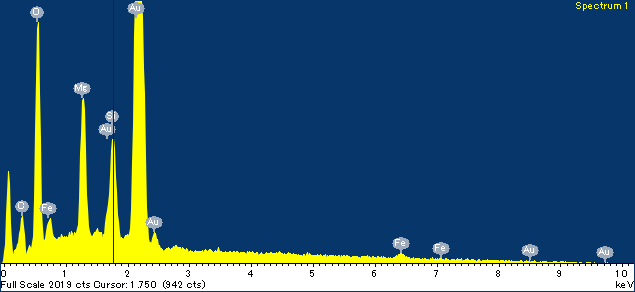 Spectrum 1
O Au
Mg
Si
Au
C Fe Au
Fe Fe Au Au
0 1 2 3 4 5 6 7 8 9 10
Full Scale 2019 cts Cursor: 1.750 (942 cts) keV